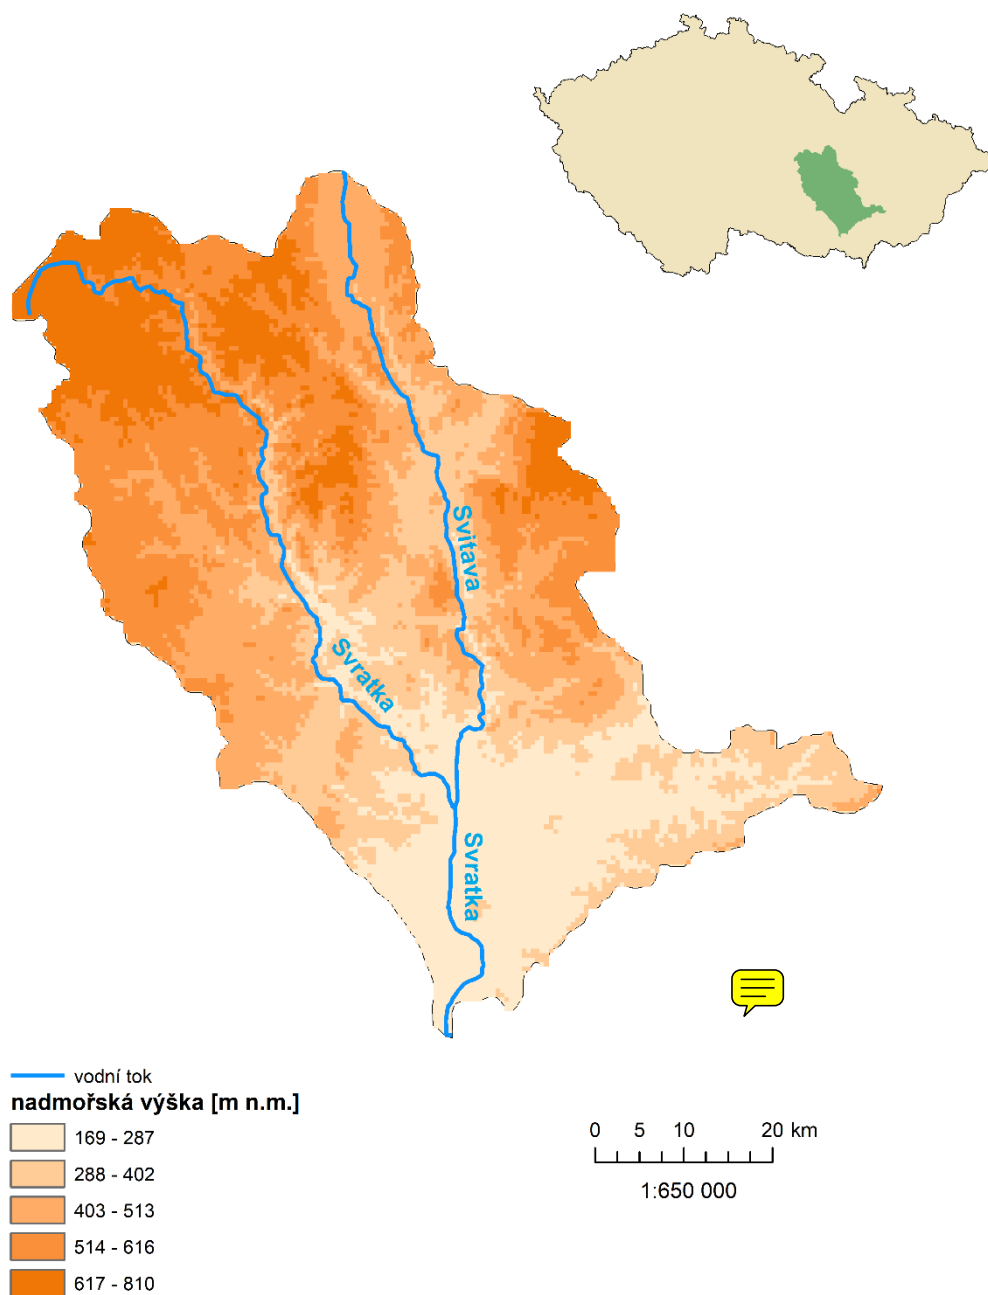 Svitava
Svratka
Svratka
vodní tok
nadmořská výška [m n.m.]
169 - 287
288 - 402
403 - 513
514 - 616
617 - 810
0 5 10 20 km
1:650 000